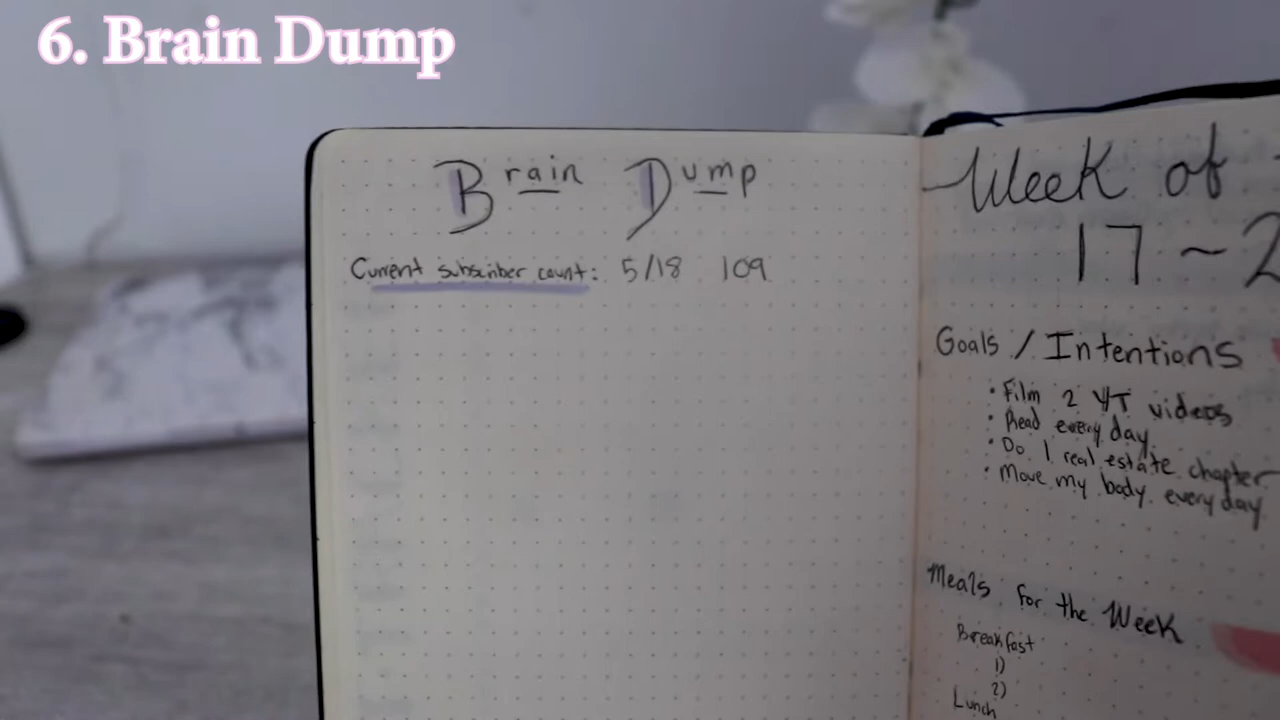 6. Brain Dump
Brain Dump
Current subscriber count: 5/18 109
Week of
17 ~ 2
Goals / Intentions
• Film 2 YT videos
• Read every day
• Do 1 real estate chapter
• Move my body every day
Meals for the Week
Breakfast
1)
2)
Lunch